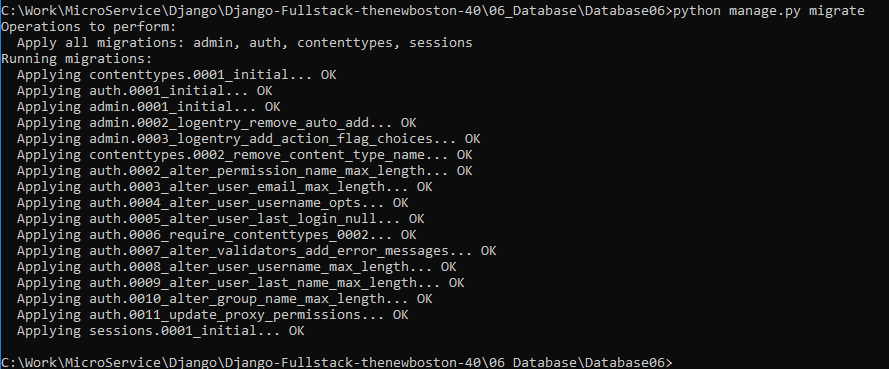 C:\Work\MicroService\Django\Django-Fullstack-thenewboston-40\06_Database\Database06>python manage.py migrate
Operations to perform:
  Apply all migrations: admin, auth, contenttypes, sessions
Running migrations:
  Applying contenttypes.0001_initial... OK
  Applying auth.0001_initial... OK
  Applying admin.0001_initial... OK
  Applying admin.0002_logentry_remove_auto_add... OK
  Applying admin.0003_logentry_add_action_flag_choices... OK
  Applying contenttypes.0002_remove_content_type_name... OK
  Applying auth.0002_alter_permission_name_max_length... OK
  Applying auth.0003_alter_user_email_max_length... OK
  Applying auth.0004_alter_user_username_opts... OK
  Applying auth.0005_alter_user_last_login_null... OK
  Applying auth.0006_require_contenttypes_0002... OK
  Applying auth.0007_alter_validators_add_error_messages... OK
  Applying auth.0008_alter_user_username_max_length... OK
  Applying auth.0009_alter_user_last_name_max_length... OK
  Applying auth.0010_alter_group_name_max_length... OK
  Applying auth.0011_update_proxy_permissions... OK
  Applying sessions.0001_initial... OK
C:\Work\MicroService\Django\Django-Fullstack-thenewboston-40\06_Database\Database06>